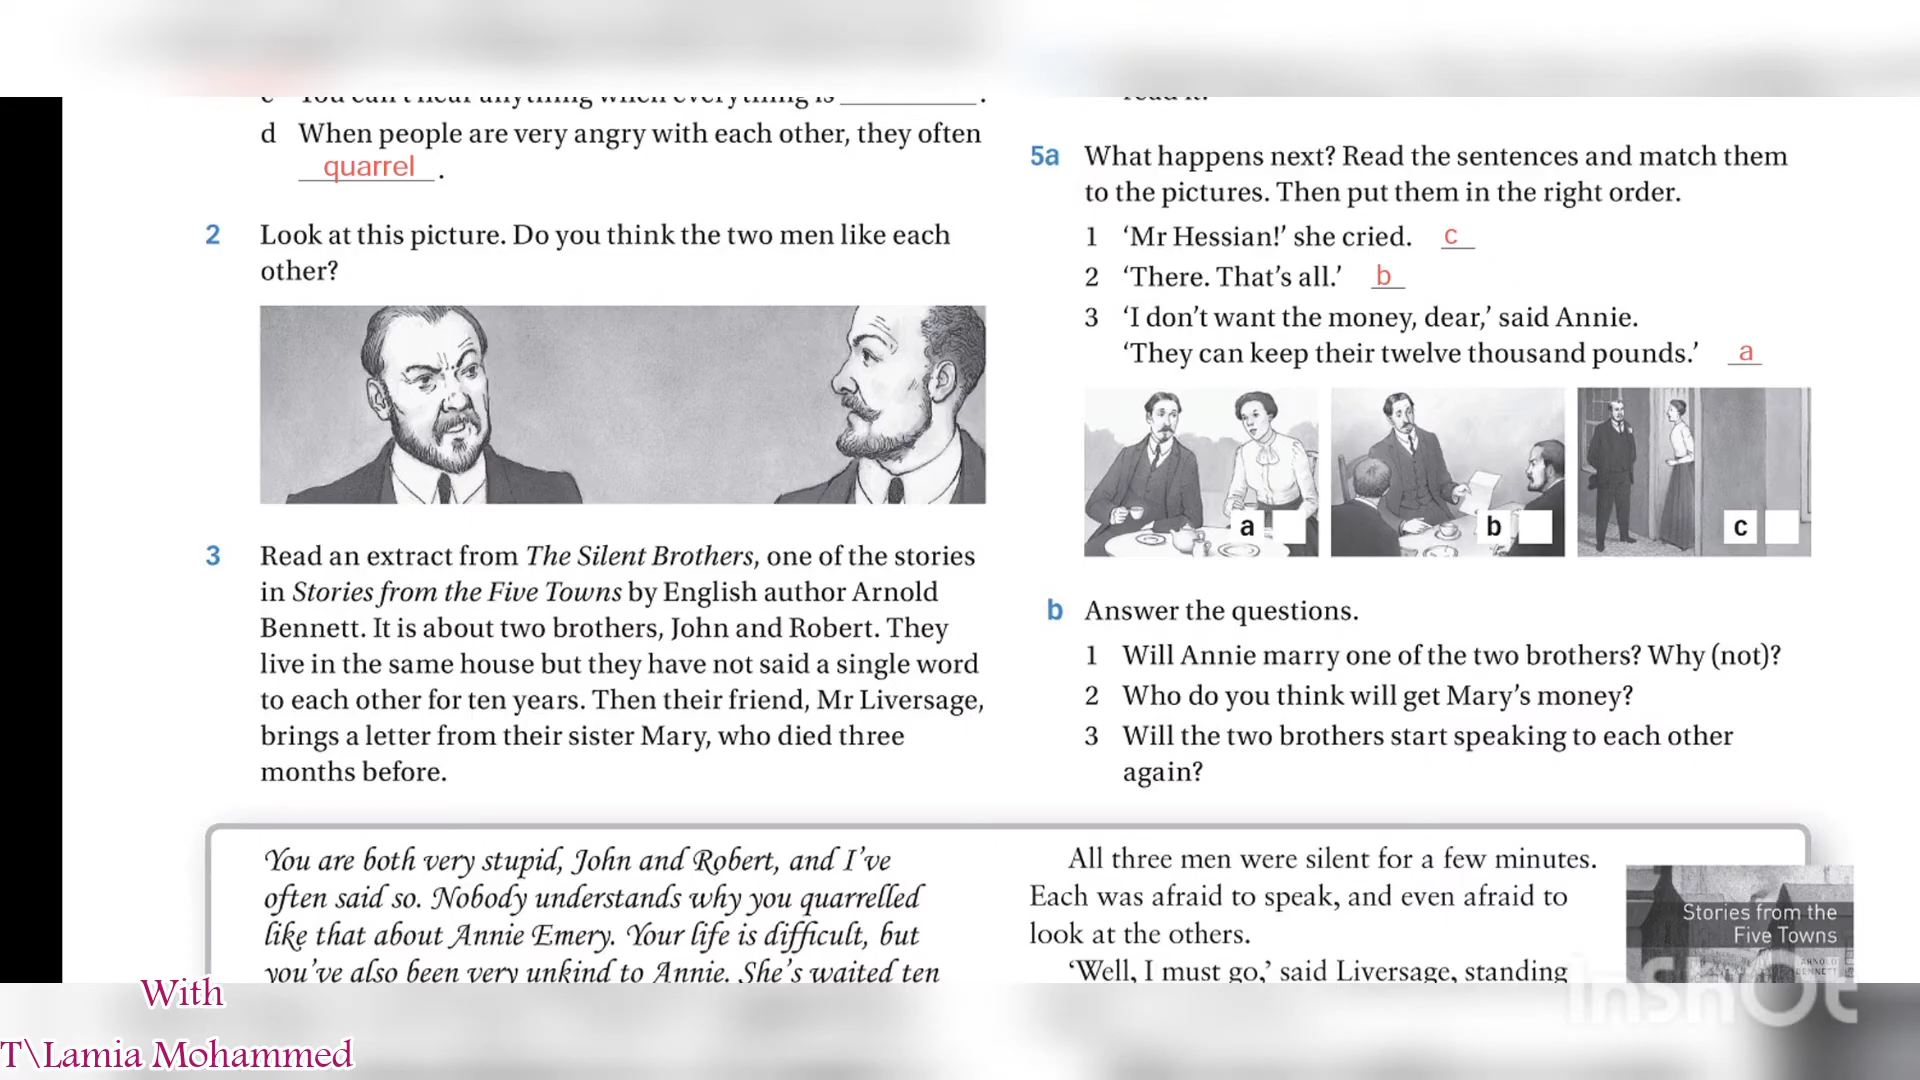 c You can't hear anything when everything is ________ .
d When people are very angry with each other, they often
quarrel .
2 Look at this picture. Do you think the two men like each
other?
3 Read an extract from The Silent Brothers, one of the stories
in Stories from the Five Towns by English author Arnold
Bennett. It is about two brothers, John and Robert. They
live in the same house but they have not said a single word
to each other for ten years. Then their friend, Mr Liversage,
brings a letter from their sister Mary, who died three
months before.
read it.
5a What happens next? Read the sentences and match them
to the pictures. Then put them in the right order.
1 ‘Mr Hessian!’ she cried. c
2 ‘There. That’s all.’ b
3 ‘I don’t want the money, dear,’ said Annie.
‘They can keep their twelve thousand pounds.’ a
a
b
c
b Answer the questions.
1 Will Annie marry one of the two brothers? Why (not)?
2 Who do you think will get Mary’s money?
3 Will the two brothers start speaking to each other
again?
You are both very stupid, John and Robert, and I’ve
often said so. Nobody understands why you quarrelled
like that about Annie Emery. Your life is difficult, but
you’ve also been very unkind to Annie. She’s waited ten
All three men were silent for a few minutes.
Each was afraid to speak, and even afraid to
look at the others.
‘Well, I must go,’ said Liversage, standing
Stories from the
Five Towns
ARNOLD
BENNETT
With
T\Lamia Mohammed
InShOt